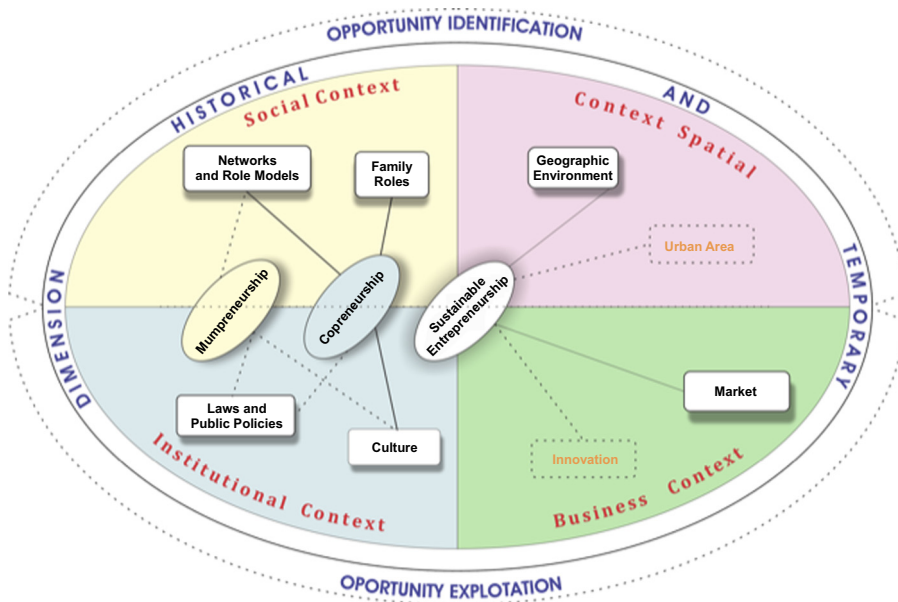 OPPORTUNITY IDENTIFICATION
HISTORICAL
AND
TEMPORARY
DIMENSION
Social Context
Context Spatial
Networks
and Role Models
Family
Roles
Geographic
Environment
Urban Area
Mumpreneurship
Copreneurship
Sustainable
Entrepreneurship
Laws and
Public Policies
Culture
Market
Innovation
Institutional Context
Business Context
OPORTUNITY EXPLOTATION